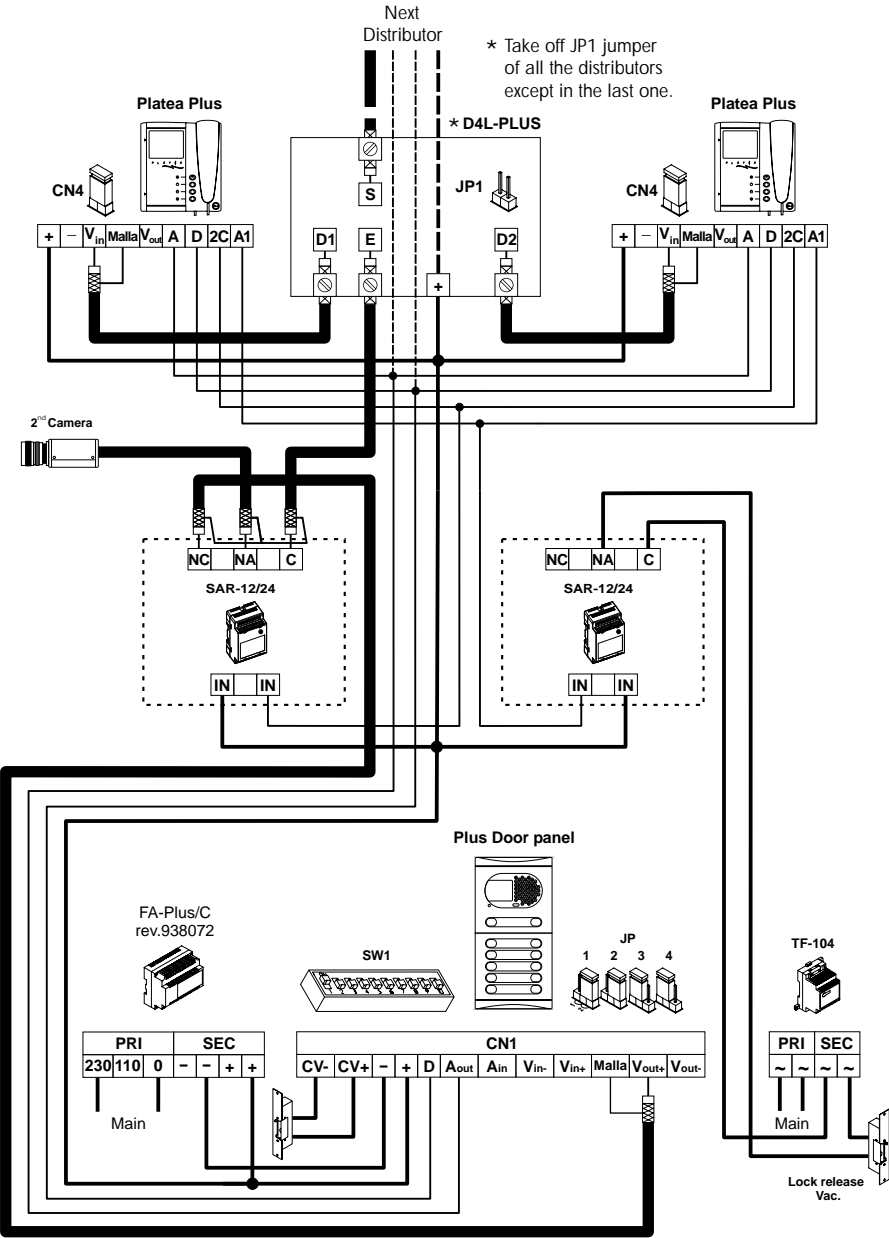 Next
Distributor
* Take off JP1 jumper
of all the distributors
except in the last one.
Platea Plus
* D4L-PLUS
Platea Plus
CN4
S
JP1
CN4
+ – Vin Malla Vout A D 2C A1
D1 E D2
+ – Vin Malla Vout A D 2C A1
+
2nd Camera
NC NA C
SAR-12/24
IN IN
NC NA C
SAR-12/24
IN IN
Plus Door panel
FA-Plus/C
rev.938072
SW1
JP
1 2 3 4
TF-104
PRI SEC
230 110 0 – – + +
Main
CN1
CV- CV+ – + D Aout Ain Vin- Vin+ Malla Vout+ Vout-
PRI SEC
~ ~ ~ ~
Main
Lock release
Vac.